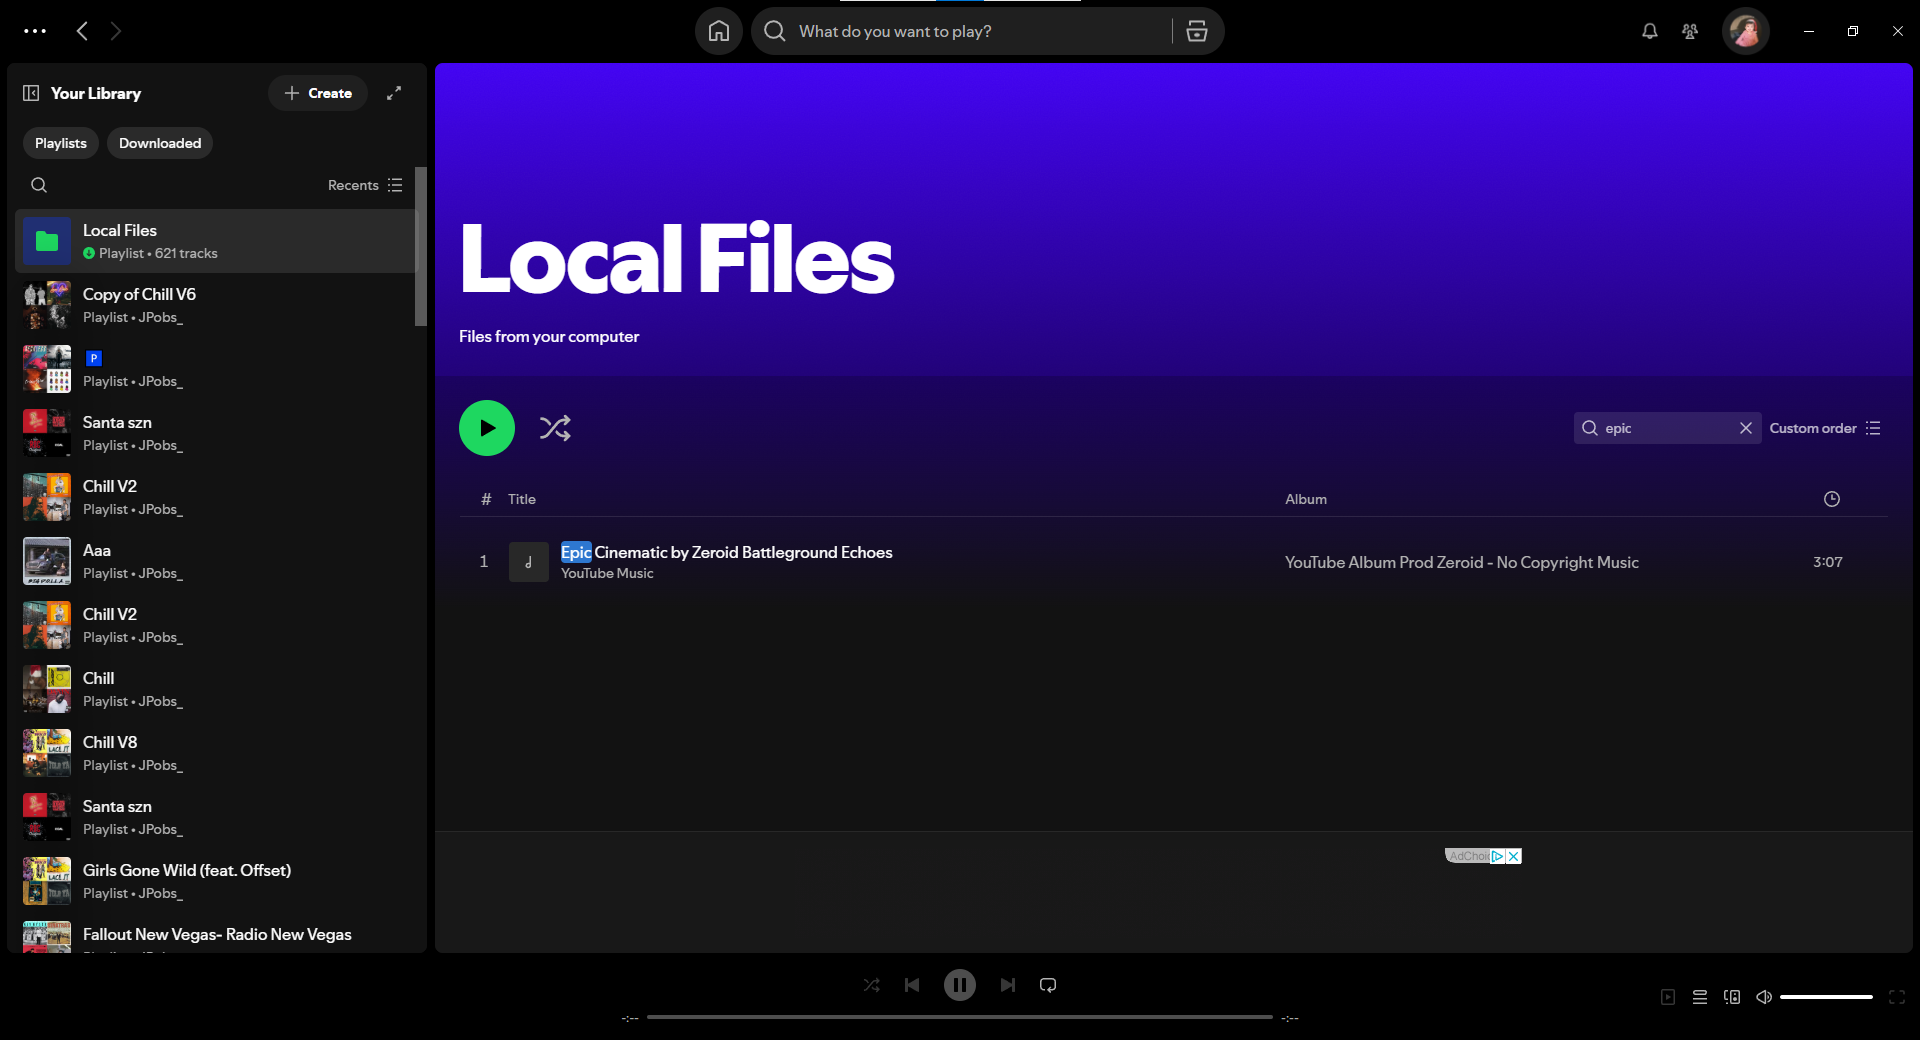 What do you want to play?
Your Library
Create
Playlists
Downloaded
Recents
Local Files
Playlist • 621 tracks
Copy of Chill V6
Playlist • JPobs_
P
Playlist • JPobs_
Santa szn
Playlist • JPobs_
Chill V2
Playlist • JPobs_
Aaa
Playlist • JPobs_
Chill V2
Playlist • JPobs_
Chill
Playlist • JPobs_
Chill V8
Playlist • JPobs_
Santa szn
Playlist • JPobs_
Girls Gone Wild (feat. Offset)
Playlist • JPobs_
Fallout New Vegas- Radio New Vegas
Local Files
Files from your computer
epic
Custom order
# Title Album
1 Epic Cinematic by Zeroid Battleground Echoes
YouTube Music
YouTube Album Prod Zeroid - No Copyright Music
3:07
AdChoi
-:--
-:--